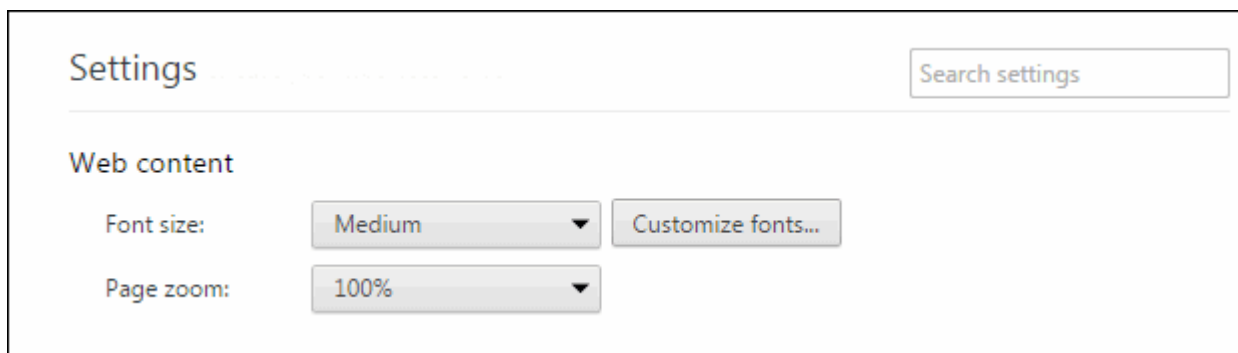 Settings
Search settings
Web content
Font size:
Medium
Customize fonts...
Page zoom:
100%